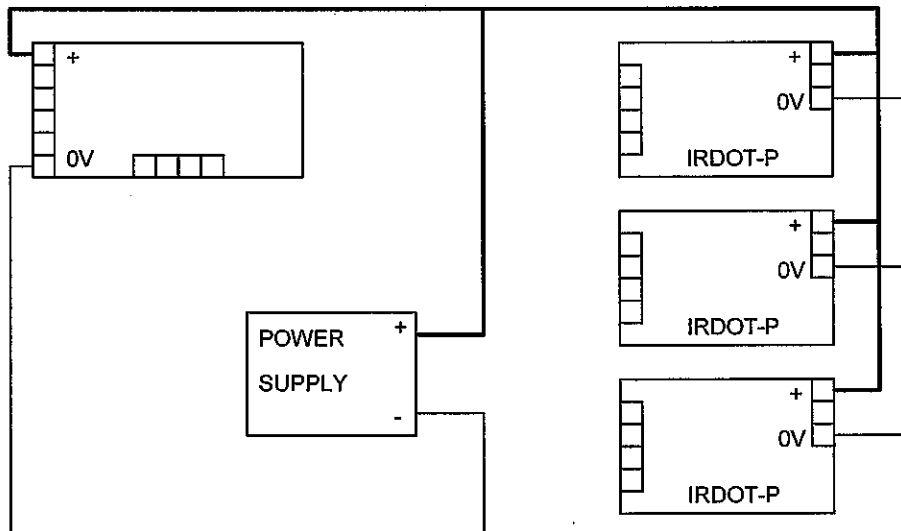 +
0V
+
0V
IRDOT-P
+
0V
IRDOT-P
POWER +
SUPPLY
-
+
0V
IRDOT-P